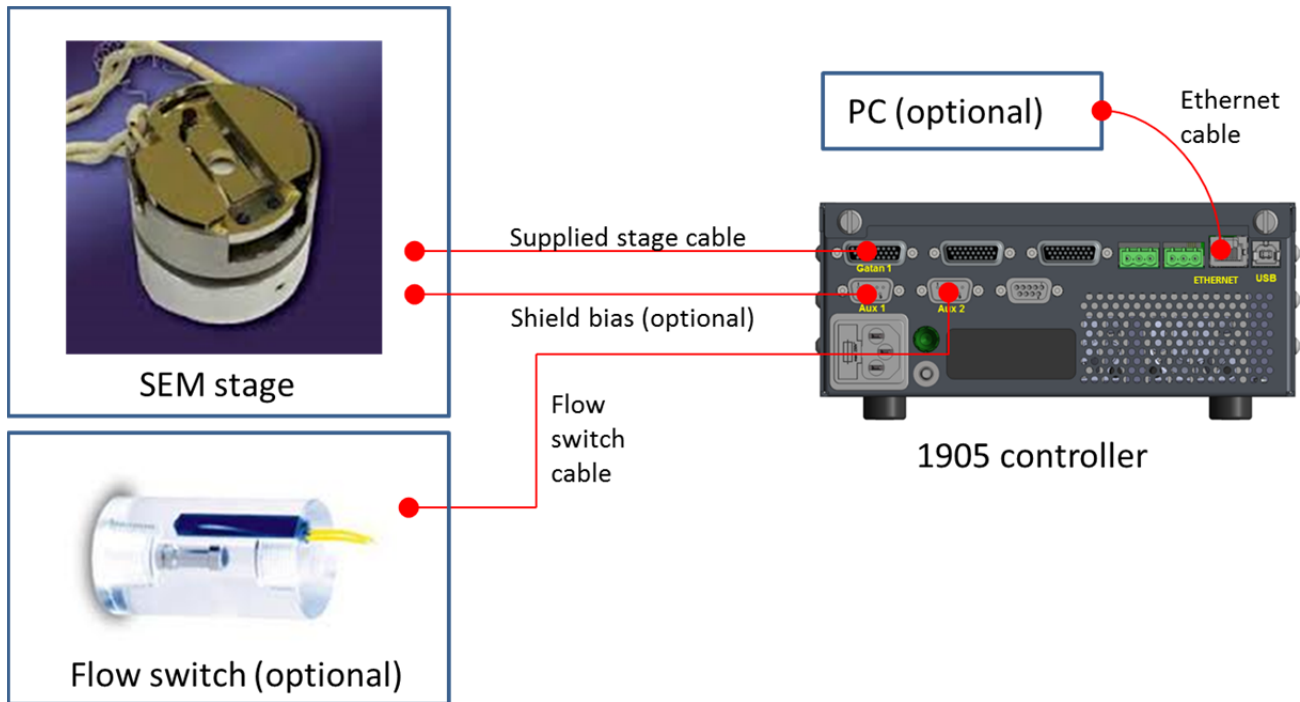 SEM stage
Flow switch (optional)
Supplied stage cable
Shield bias (optional)
Flow
switch
cable
PC (optional)
Ethernet
cable
Gatan 1
ETHERNET
USB
Aux 1
Aux 2
1905 controller